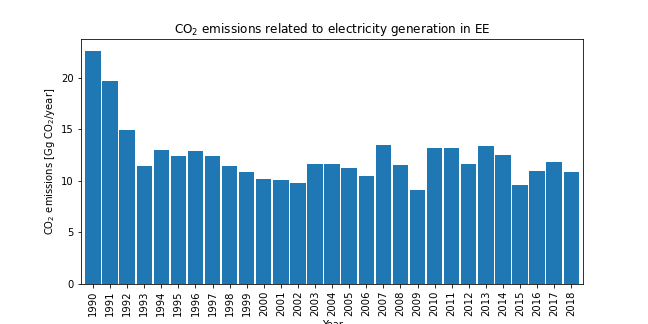 CO₂ emissions related to electricity generation in EE
CO₂ emissions [Gg CO₂/year]
20
15
10
5
0
1990 1991 1992 1993 1994 1995 1996 1997 1998 1999 2000 2001 2002 2003 2004 2005 2006 2007 2008 2009 2010 2011 2012 2013 2014 2015 2016 2017 2018
Year